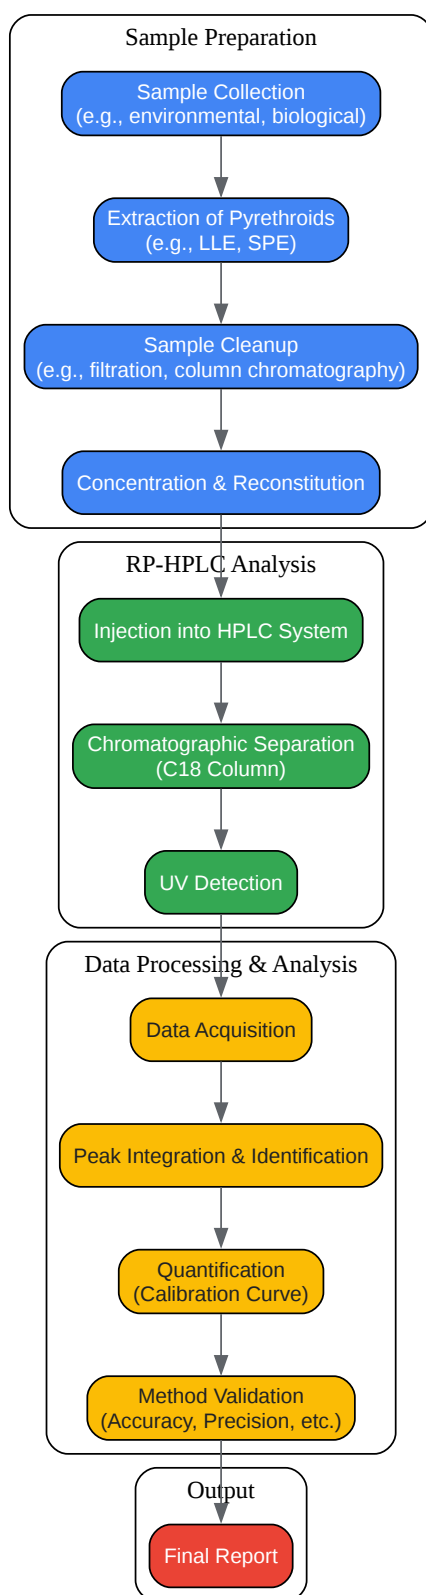 Sample Preparation
Sample Collection
(e.g., environmental, biological)
Extraction of Pyrethroids
(e.g., LLE, SPE)
Sample Cleanup
(e.g., filtration, column chromatography)
Concentration & Reconstitution
RP-HPLC Analysis
Injection into HPLC System
Chromatographic Separation
(C18 Column)
UV Detection
Data Processing & Analysis
Data Acquisition
Peak Integration & Identification
Quantification
(Calibration Curve)
Method Validation
(Accuracy, Precision, etc.)
Output
Final Report